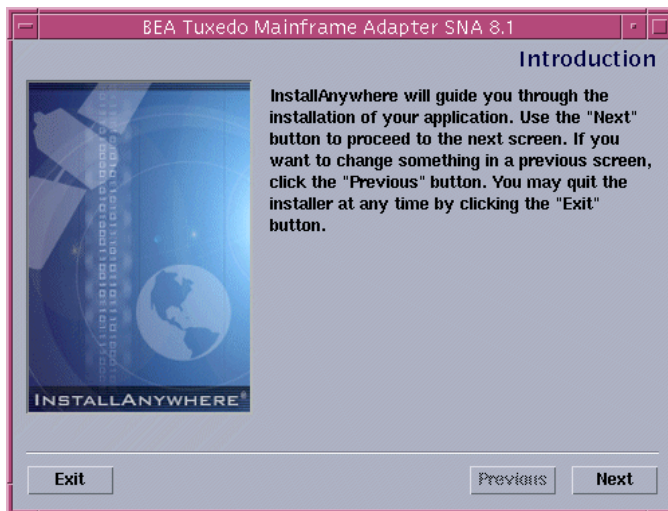 BEA Tuxedo Mainframe Adapter SNA 8.1
Introduction
InstallAnywhere will guide you through the
installation of your application. Use the "Next"
button to proceed to the next screen. If you
want to change something in a previous screen,
click the "Previous" button. You may quit the
installer at any time by clicking the "Exit"
button.
INSTALLANYWHERE®
Exit
Previous
Next